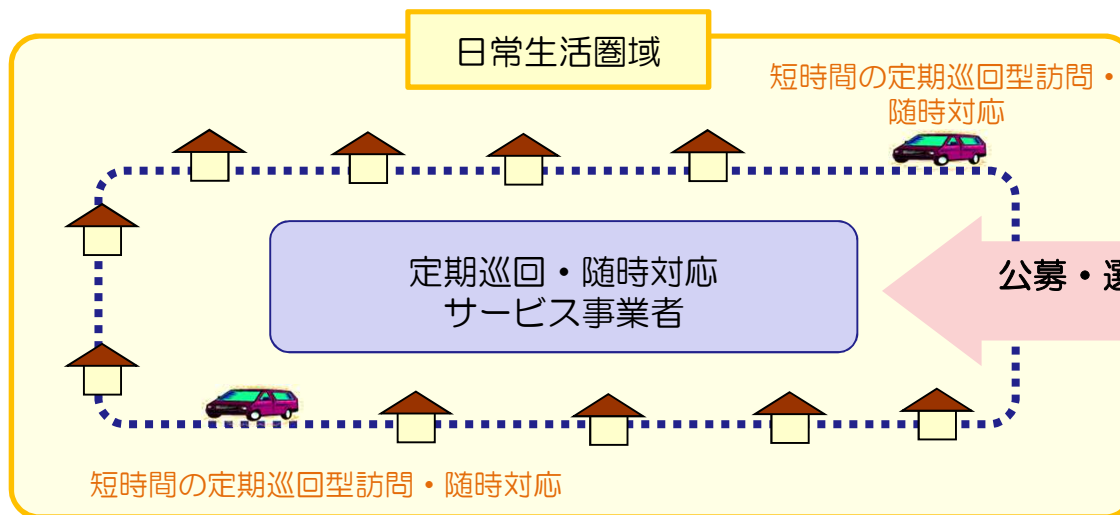 日常生活圏域
短時間の定期巡回型訪問・
随時対応
定期巡回・随時対応
サービス事業者
公募・選
短時間の定期巡回型訪問・随時対応